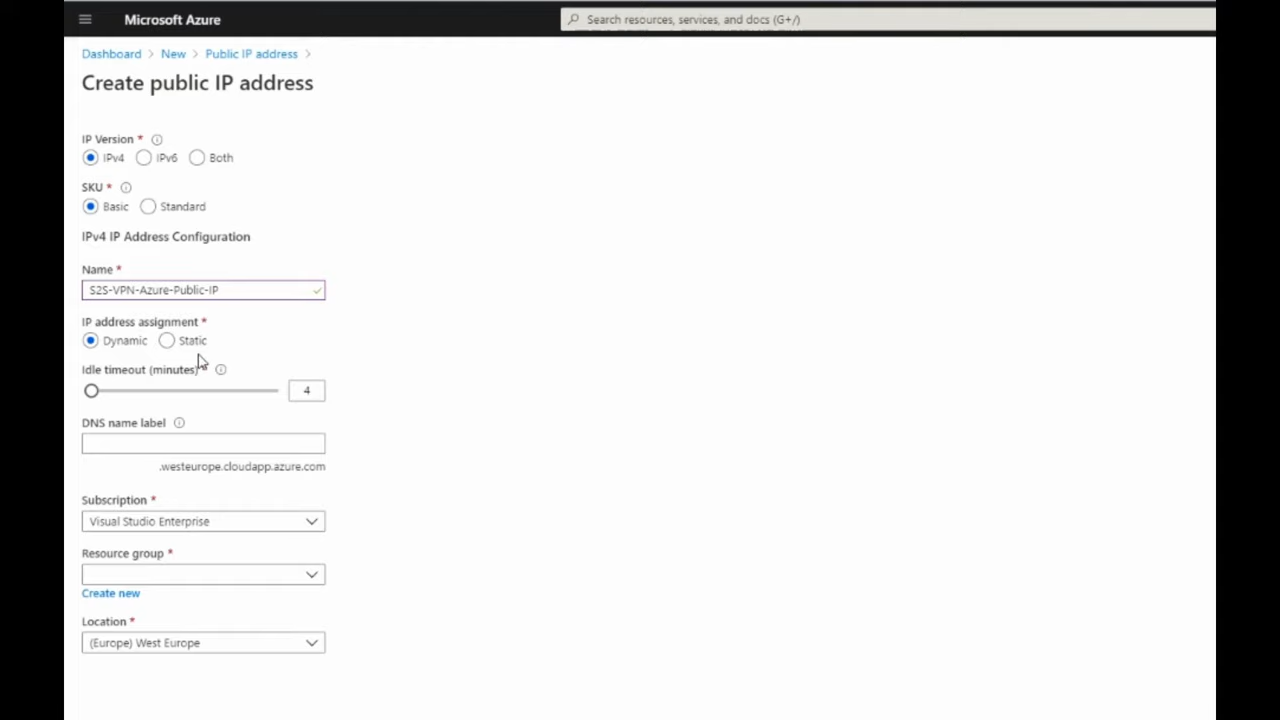 Microsoft Azure
Search resources, services, and docs (G+/)
Dashboard > New > Public IP address >
Create public IP address
IP Version *
IPv4 IPv6 Both
SKU *
Basic Standard
IPv4 IP Address Configuration
Name *
S2S-VPN-Azure-Public-IP
IP address assignment *
Dynamic Static
Idle timeout (minutes)
4
DNS name label
.westeurope.cloudapp.azure.com
Subscription *
Visual Studio Enterprise
Resource group *
Create new
Location *
(Europe) West Europe